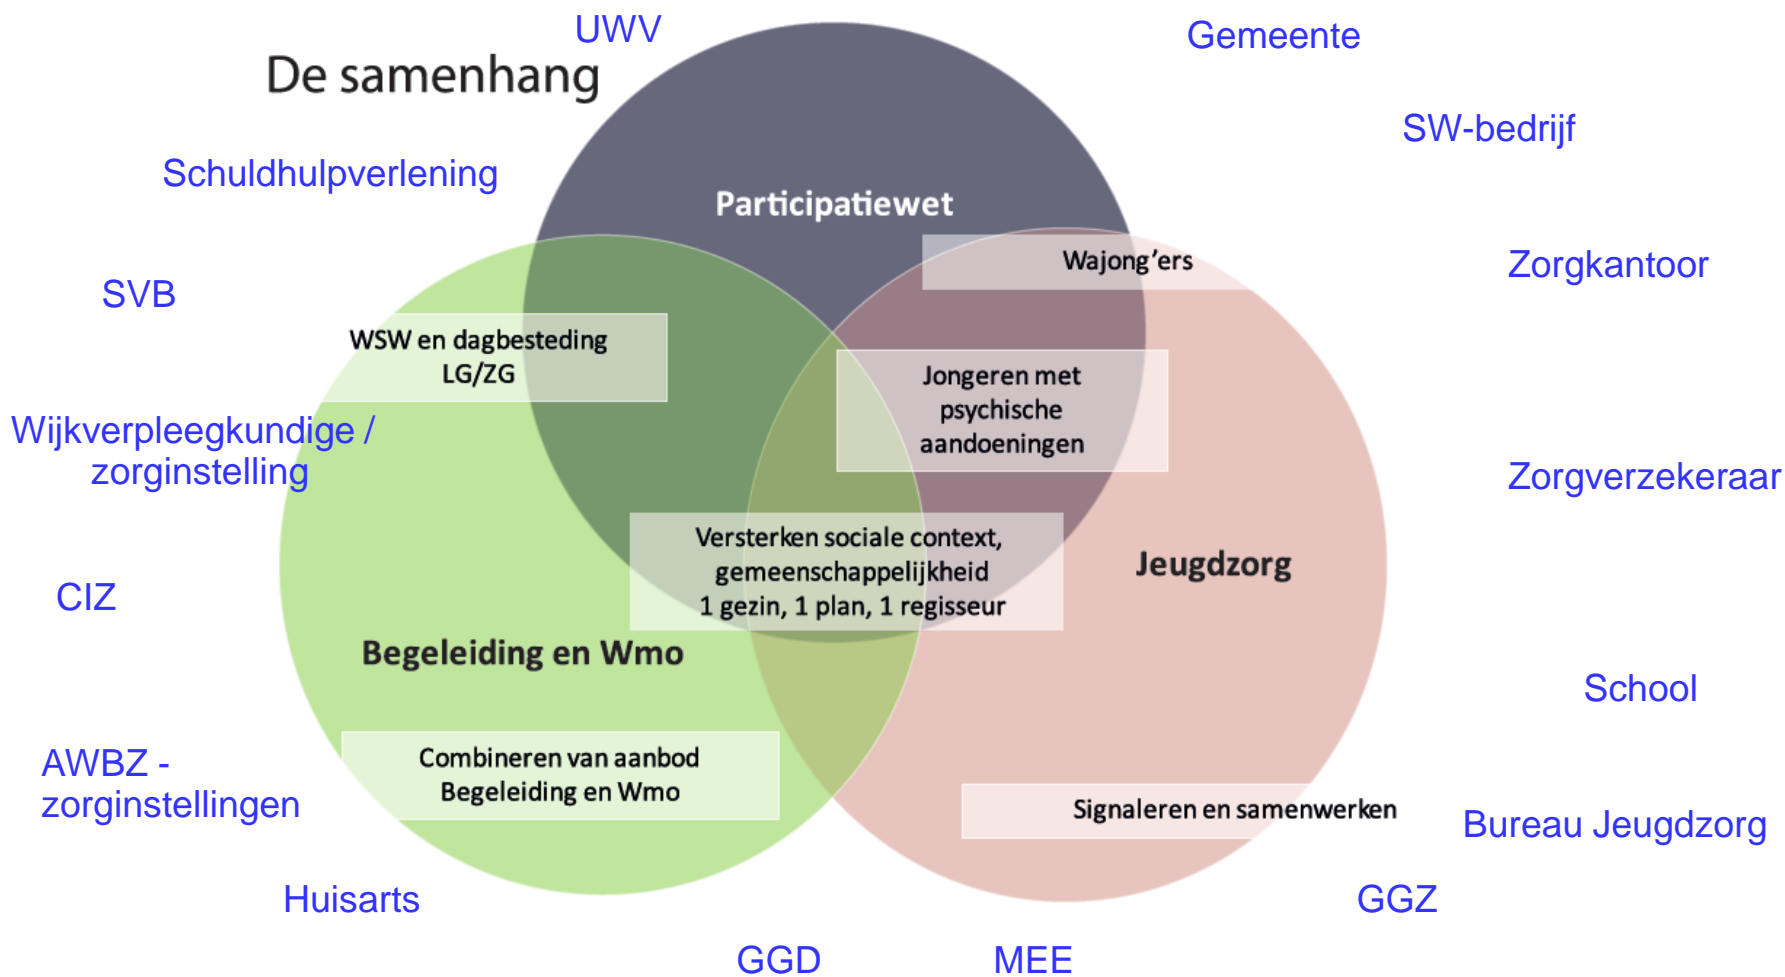 UWV
Gemeente
De samenhang
SW-bedrijf
Schuldhulpverlening
Participatiewet
Wajong'ers
Zorgkantoor
SVB
WSW en dagbesteding
LG/ZG
Jongeren met
psychische
aandoeningen
Wijkverpleegkundige /
zorginstelling
Zorgverzekeraar
Versterken sociale context,
gemeenschappelijkheid
1 gezin, 1 plan, 1 regisseur
Jeugdzorg
CIZ
Begeleiding en Wmo
School
AWBZ -
zorginstellingen
Combineren van aanbod
Begeleiding en Wmo
Signaleren en samenwerken
Bureau Jeugdzorg
Huisarts
GGZ
GGD
MEE